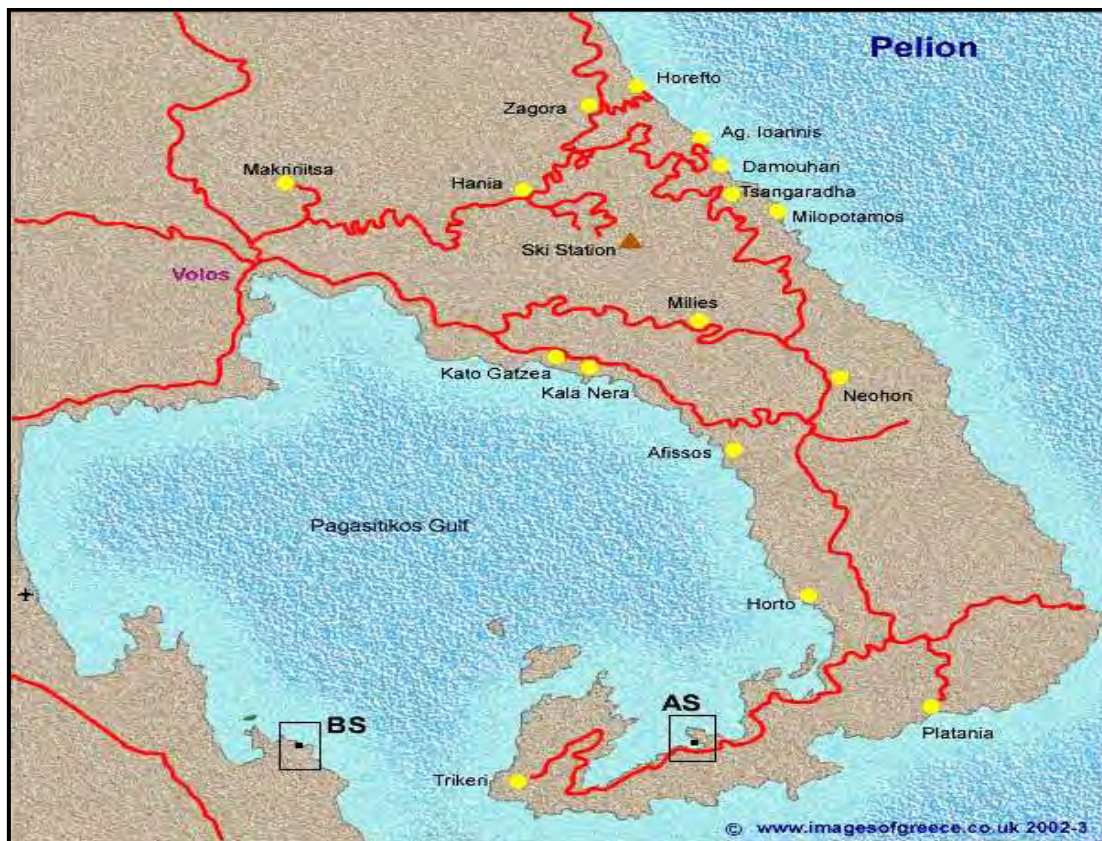 Pelion
Horefto
Zagora
Ag. Ioannis
Damouhari
Makrinitsa
Hania
Tsangaradha
Milopotamos
Ski Station
Volos
Milies
Kato Gatzea
Kala Nera
Neohori
Afissos
Pagasitikos Gulf
Horto
AS
BS
Platania
Trikeri
© www.imagesofgreece.co.uk 2002-3